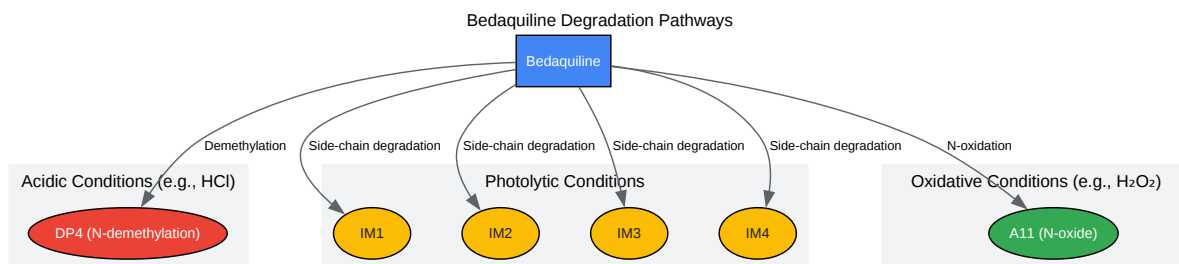 Bedaquiline Degradation Pathways
Bedaquiline
Demethylation
Side-chain degradation
Side-chain degradation
Side-chain degradation
Side-chain degradation
N-oxidation
Acidic Conditions (e.g., HCl)
Photolytic Conditions
Oxidative Conditions (e.g., H₂O₂)
DP4 (N-demethylation)
IM1
IM2
IM3
IM4
A11 (N-oxide)